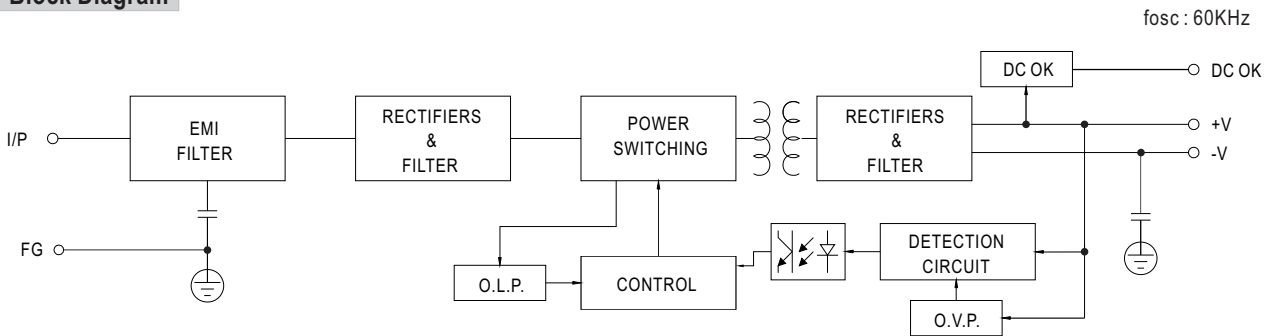 Block Diagram
fosc : 60KHz
DC OK
DC OK
I/P
EMI
FILTER
RECTIFIERS
&
FILTER
POWER
SWITCHING
RECTIFIERS
&
FILTER
+V
-V
FG
O.L.P.
CONTROL
DETECTION
CIRCUIT
O.V.P.